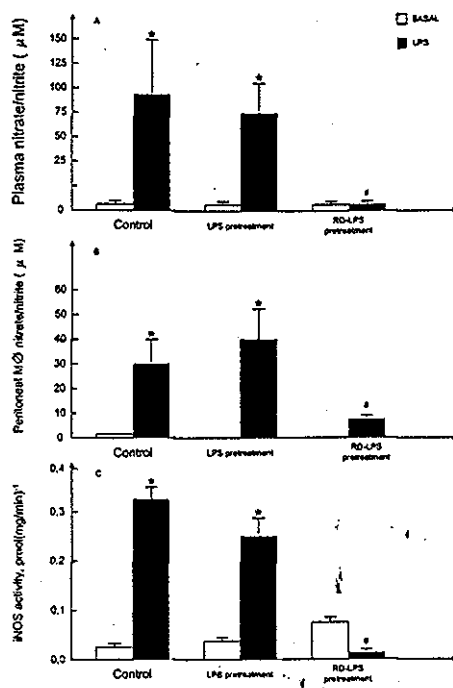 A
BASAL
LPS
Plasma nitrate/nitrite ( µM)
150
125
100
75
50
25
0
*
*
#
Control
LPS pretreatment
RD-LPS
pretreatment
B
Peritoneal MØ nitrate/nitrite ( µM)
60
50
40
30
20
10
0
*
*
#
Control
LPS pretreatment
RD-LPS
pretreatment
C
iNOS activity, pmol(mg/min)⁻¹
0,4
0,3
0,2
0,1
0,0
*
*
#
Control
LPS pretreatment
RD-LPS
pretreatment